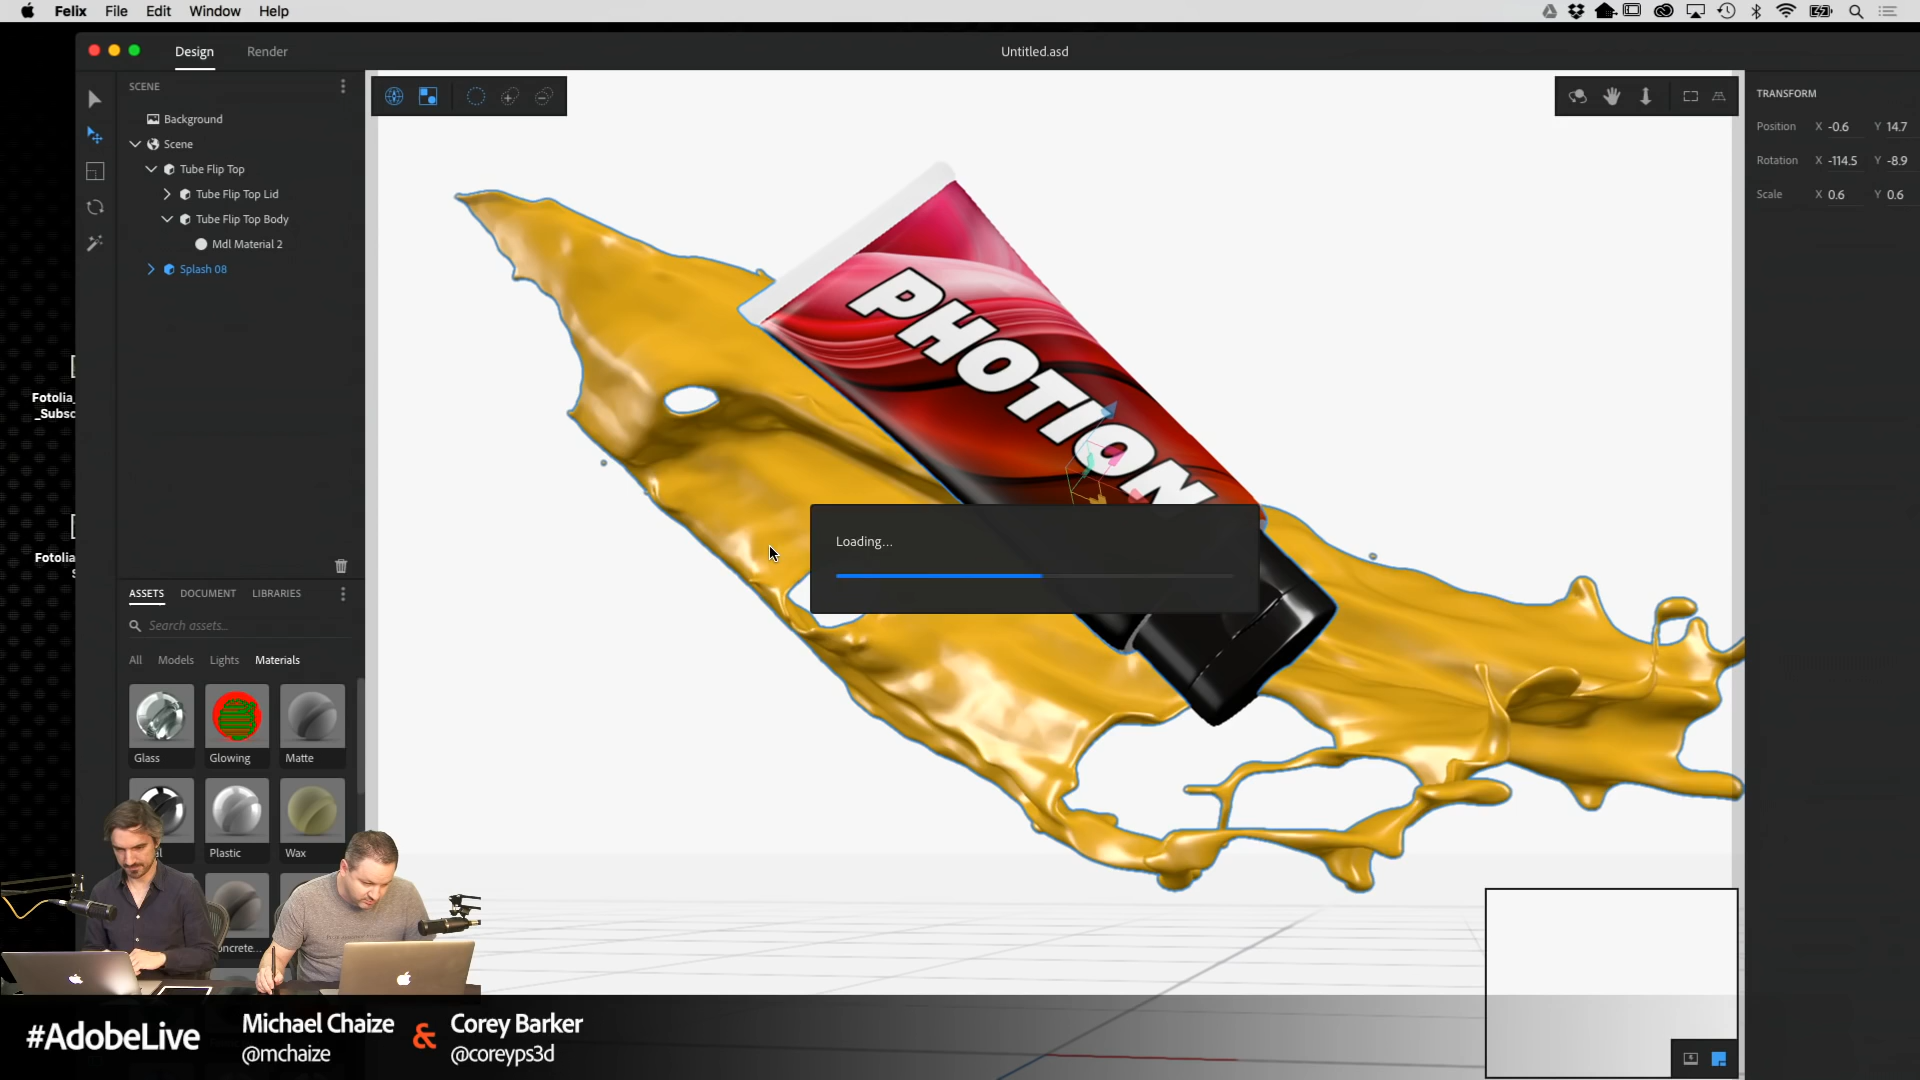 Felix File Edit Window Help
Design Render Untitled.asd
SCENE
Background
Scene
Tube Flip Top
Tube Flip Top Lid
Tube Flip Top Body
Mdl Material 2
Splash 08
TRANSFORM
Position X -0.6 Y 14.7
Rotation X -114.5 Y -8.9
Scale X 0.6 Y 0.6
Fotolia_
_Subsc
Fotolia
PHOTION
Loading...
ASSETS DOCUMENT LIBRARIES
Search assets...
All Models Lights Materials
Glass Glowing Matte
Plastic Wax
oncrete...
#AdobeLive
Michael Chaize & Corey Barker
@mchaize @coreyps3d